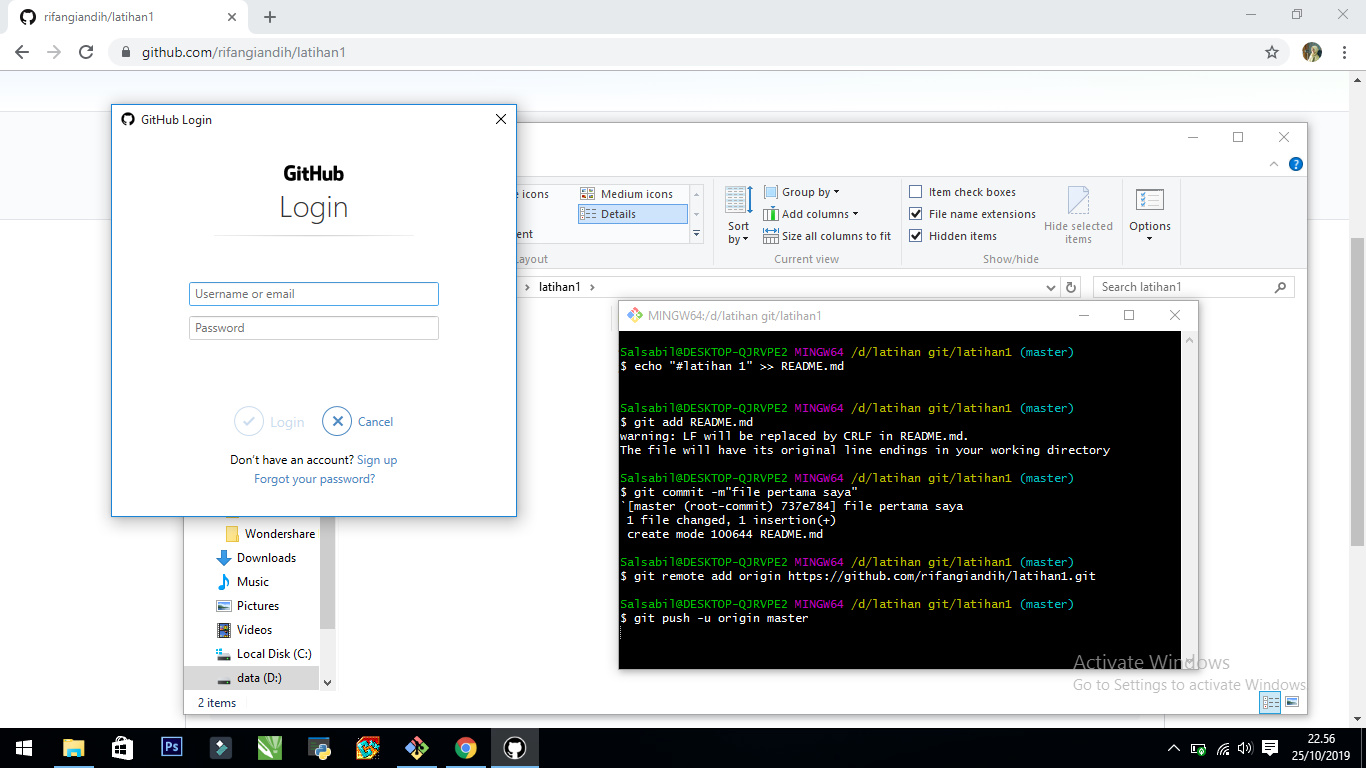 rifangiandih/latihan1
github.com/rifangiandih/latihan1
GitHub Login
GitHub
Login
Username or email
Password
Login
Cancel
Don't have an account? Sign up
Forgot your password?
e icons
Medium icons
Details
ent
ayout
Sort by
Group by
Add columns
Size all columns to fit
Current view
Item check boxes
File name extensions
Hidden items
Hide selected
items
Show/hide
Options
latihan1
Search latihan1
MINGW64:/d/latihan git/latihan1
Salsabil@DESKTOP-QJRVPE2 MINGW64 /d/latihan git/latihan1 (master)
$ echo "#latihan 1" >> README.md
Salsabil@DESKTOP-QJRVPE2 MINGW64 /d/latihan git/latihan1 (master)
$ git add README.md
warning: LF will be replaced by CRLF in README.md.
The file will have its original line endings in your working directory
Salsabil@DESKTOP-QJRVPE2 MINGW64 /d/latihan git/latihan1 (master)
$ git commit -m"file pertama saya"
`[master (root-commit) 737e784] file pertama saya
1 file changed, 1 insertion(+)
create mode 100644 README.md
Salsabil@DESKTOP-QJRVPE2 MINGW64 /d/latihan git/latihan1 (master)
$ git remote add origin https://github.com/rifangiandih/latihan1.git
Salsabil@DESKTOP-QJRVPE2 MINGW64 /d/latihan git/latihan1 (master)
$ git push -u origin master
Wondershare
Downloads
Music
Pictures
Videos
Local Disk (C:)
data (D:)
2 items
Activate Windows
Go to Settings to activate Windows.
Ps
22.56
25/10/2019